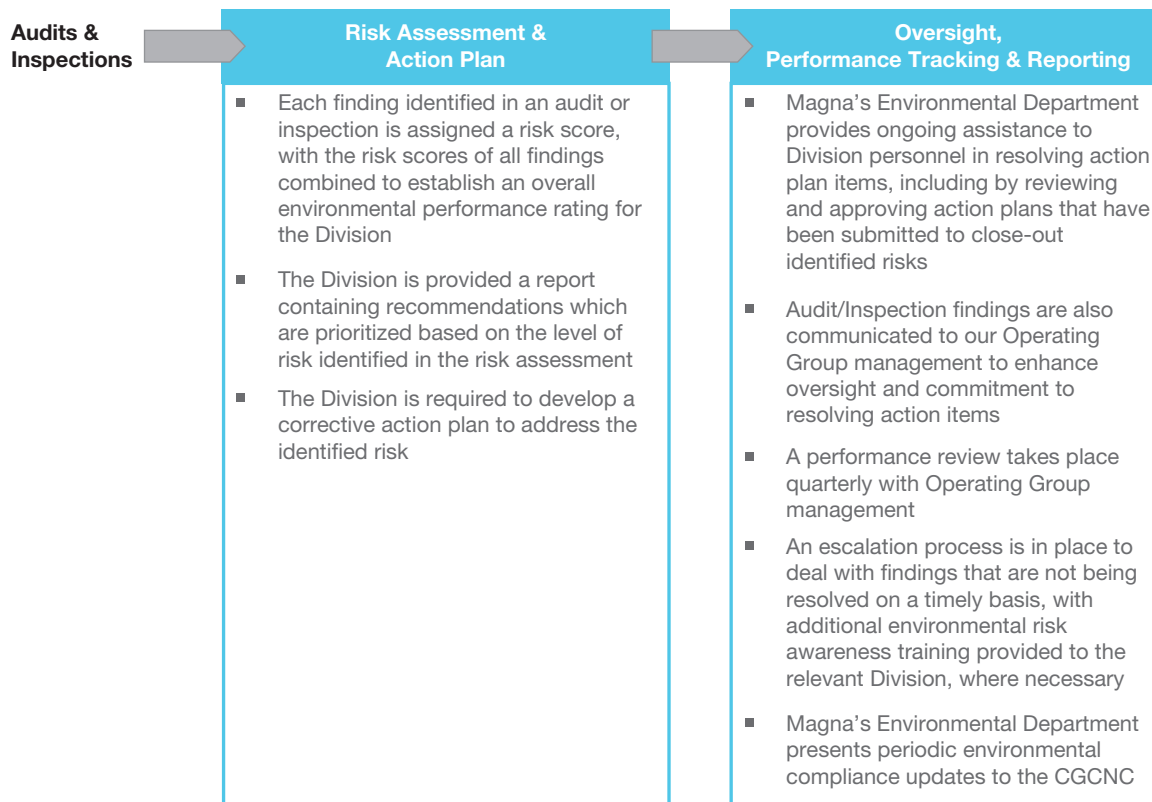 Audits &
Inspections
Risk Assessment &
Action Plan
Oversight,
Performance Tracking & Reporting
▪ Each finding identified in an audit or
inspection is assigned a risk score,
with the risk scores of all findings
combined to establish an overall
environmental performance rating for
the Division
▪ The Division is provided a report
containing recommendations which
are prioritized based on the level of
risk identified in the risk assessment
▪ The Division is required to develop a
corrective action plan to address the
identified risk
▪ Magna’s Environmental Department
provides ongoing assistance to
Division personnel in resolving action
plan items, including by reviewing
and approving action plans that have
been submitted to close-out
identified risks
▪ Audit/Inspection findings are also
communicated to our Operating
Group management to enhance
oversight and commitment to
resolving action items
▪ A performance review takes place
quarterly with Operating Group
management
▪ An escalation process is in place to
deal with findings that are not being
resolved on a timely basis, with
additional environmental risk
awareness training provided to the
relevant Division, where necessary
▪ Magna’s Environmental Department
presents periodic environmental
compliance updates to the CGCNC